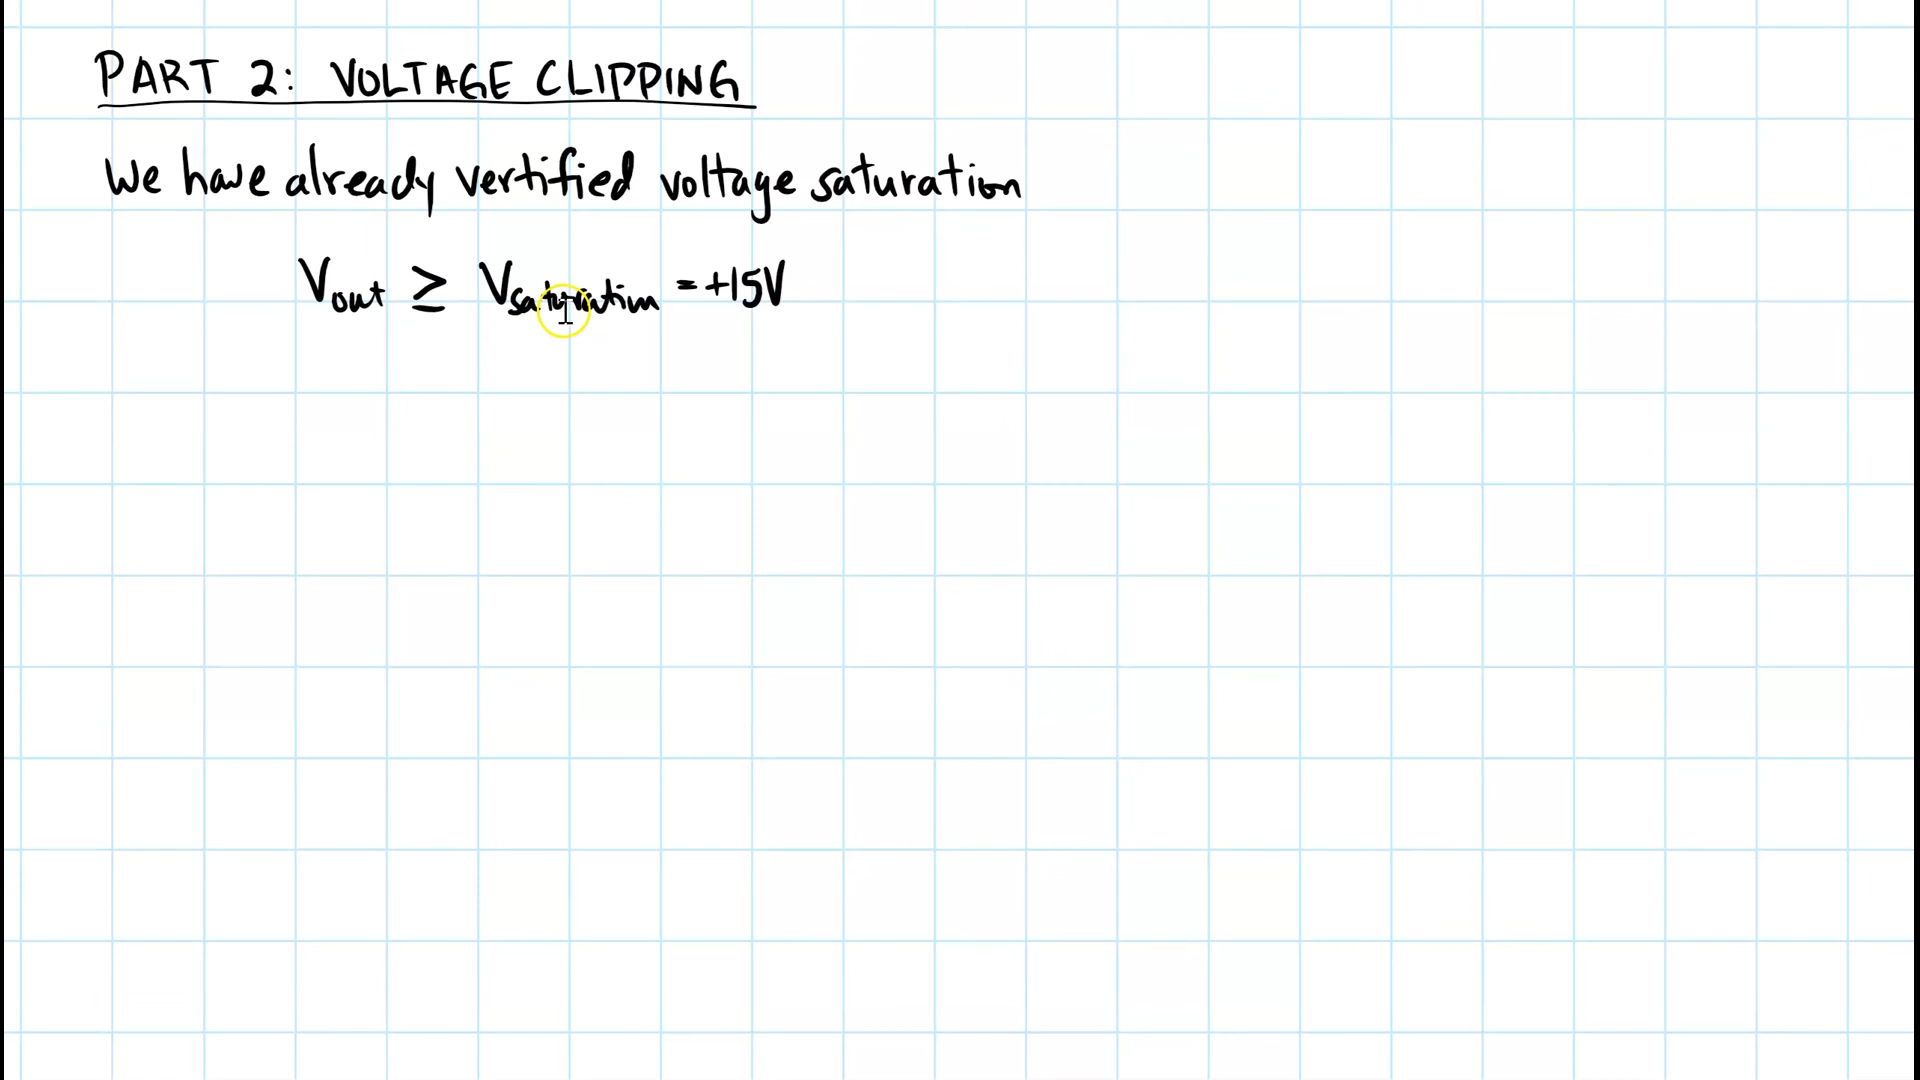 PART 2: VOLTAGE CLIPPING
We have already vertified voltage saturation
Vout ≥ Vsaturation = +15V